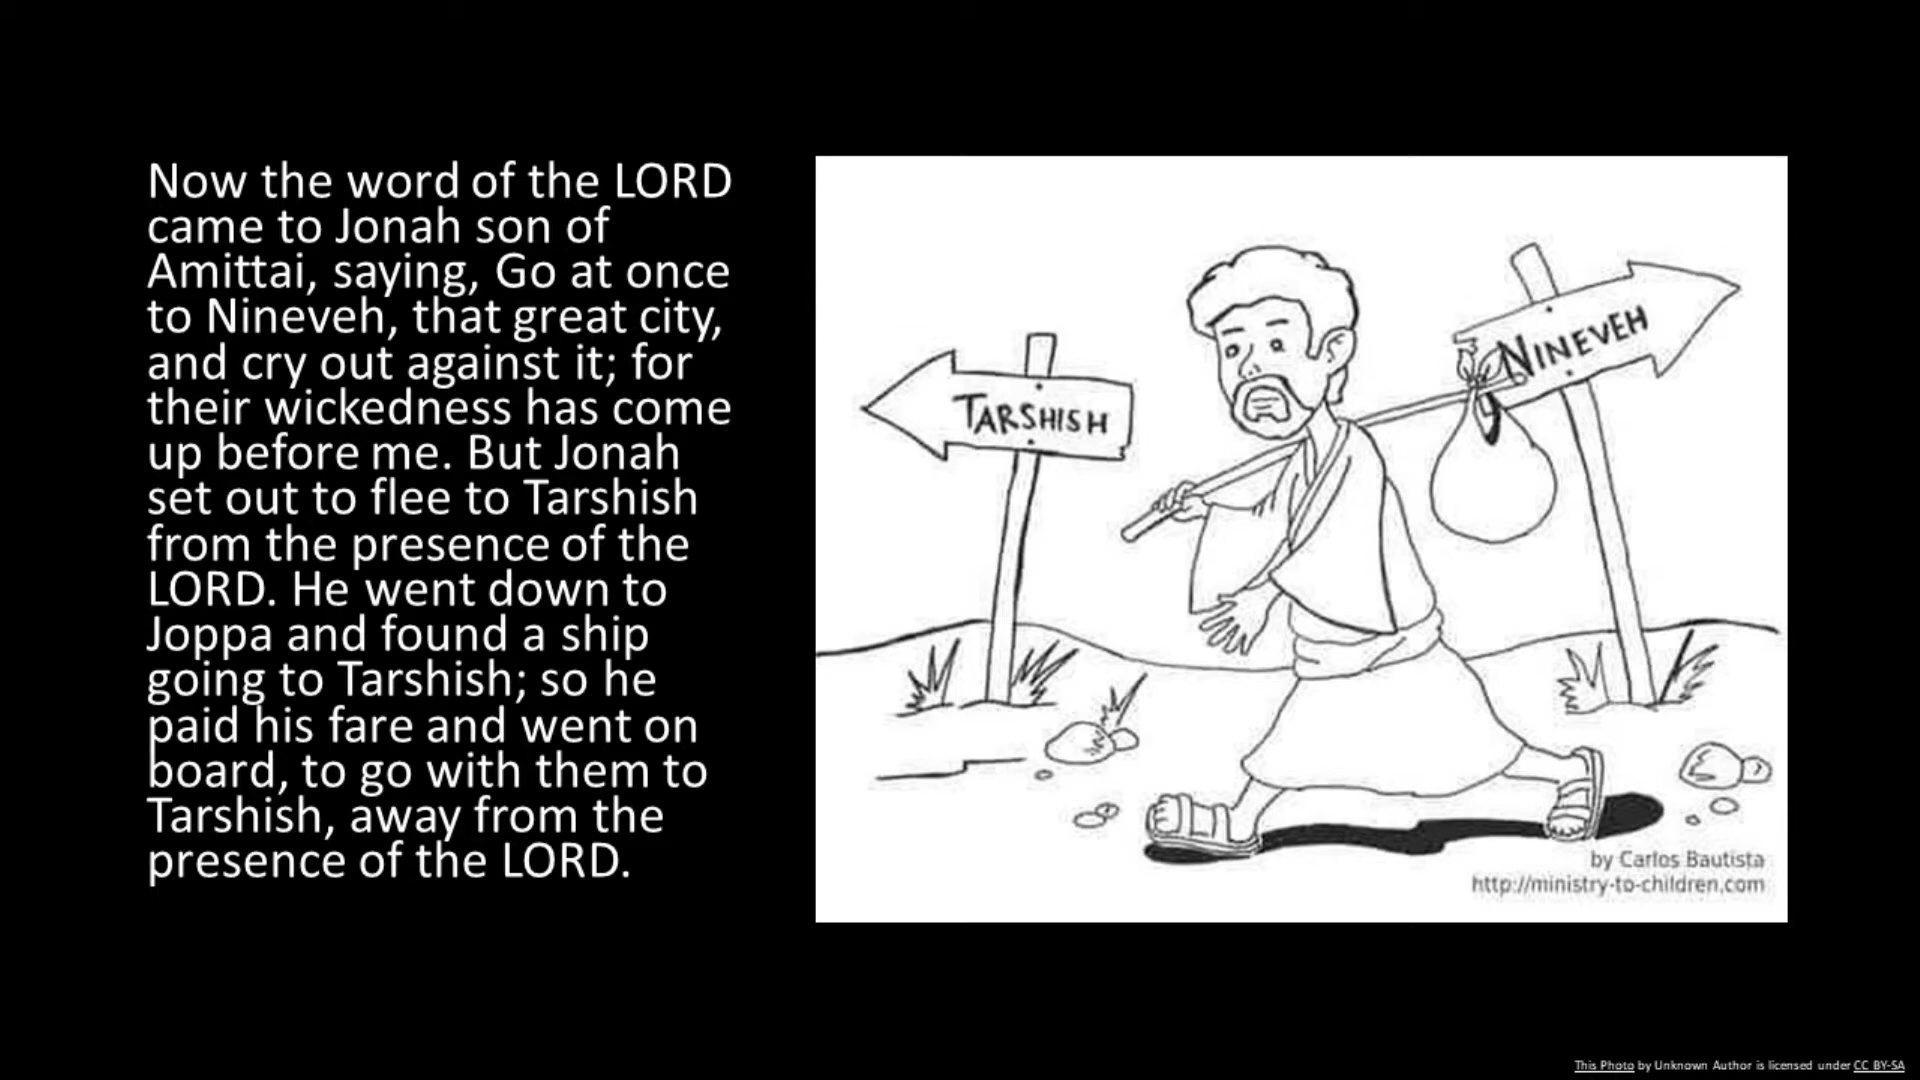 Now the word of the LORD
came to Jonah son of
Amittai, saying, Go at once
to Nineveh, that great city,
and cry out against it; for
their wickedness has come
up before me. But Jonah
set out to flee to Tarshish
from the presence of the
LORD. He went down to
Joppa and found a ship
going to Tarshish; so he
paid his fare and went on
board, to go with them to
Tarshish, away from the
presence of the LORD.
TARSHISH
NINEVEH
by Carlos Bautista
http://ministry-to-children.com
This Photo by Unknown Author is licensed under CC BY-SA